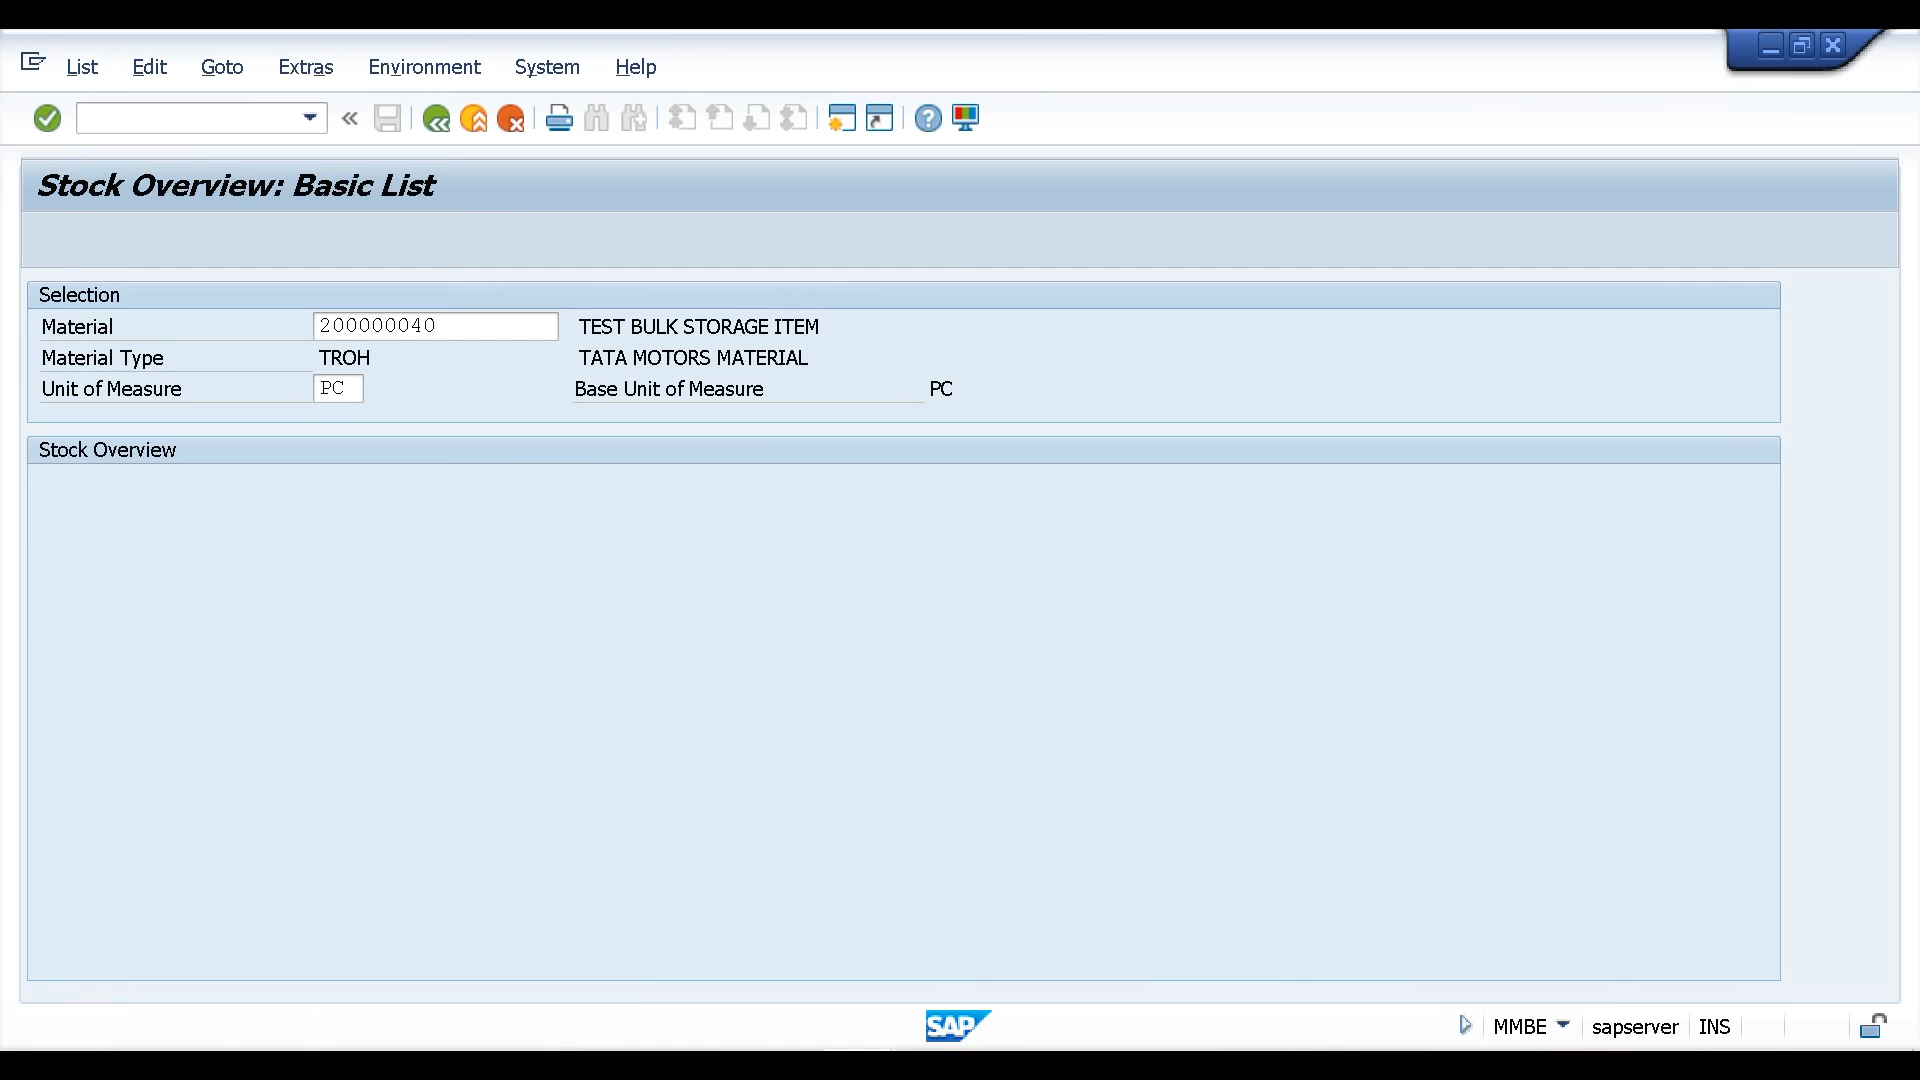 List Edit Goto Extras Environment System Help
Stock Overview: Basic List
Selection
Material 200000040 TEST BULK STORAGE ITEM
Material Type TROH TATA MOTORS MATERIAL
Unit of Measure PC Base Unit of Measure PC
Stock Overview
SAP MMBE sapserver INS